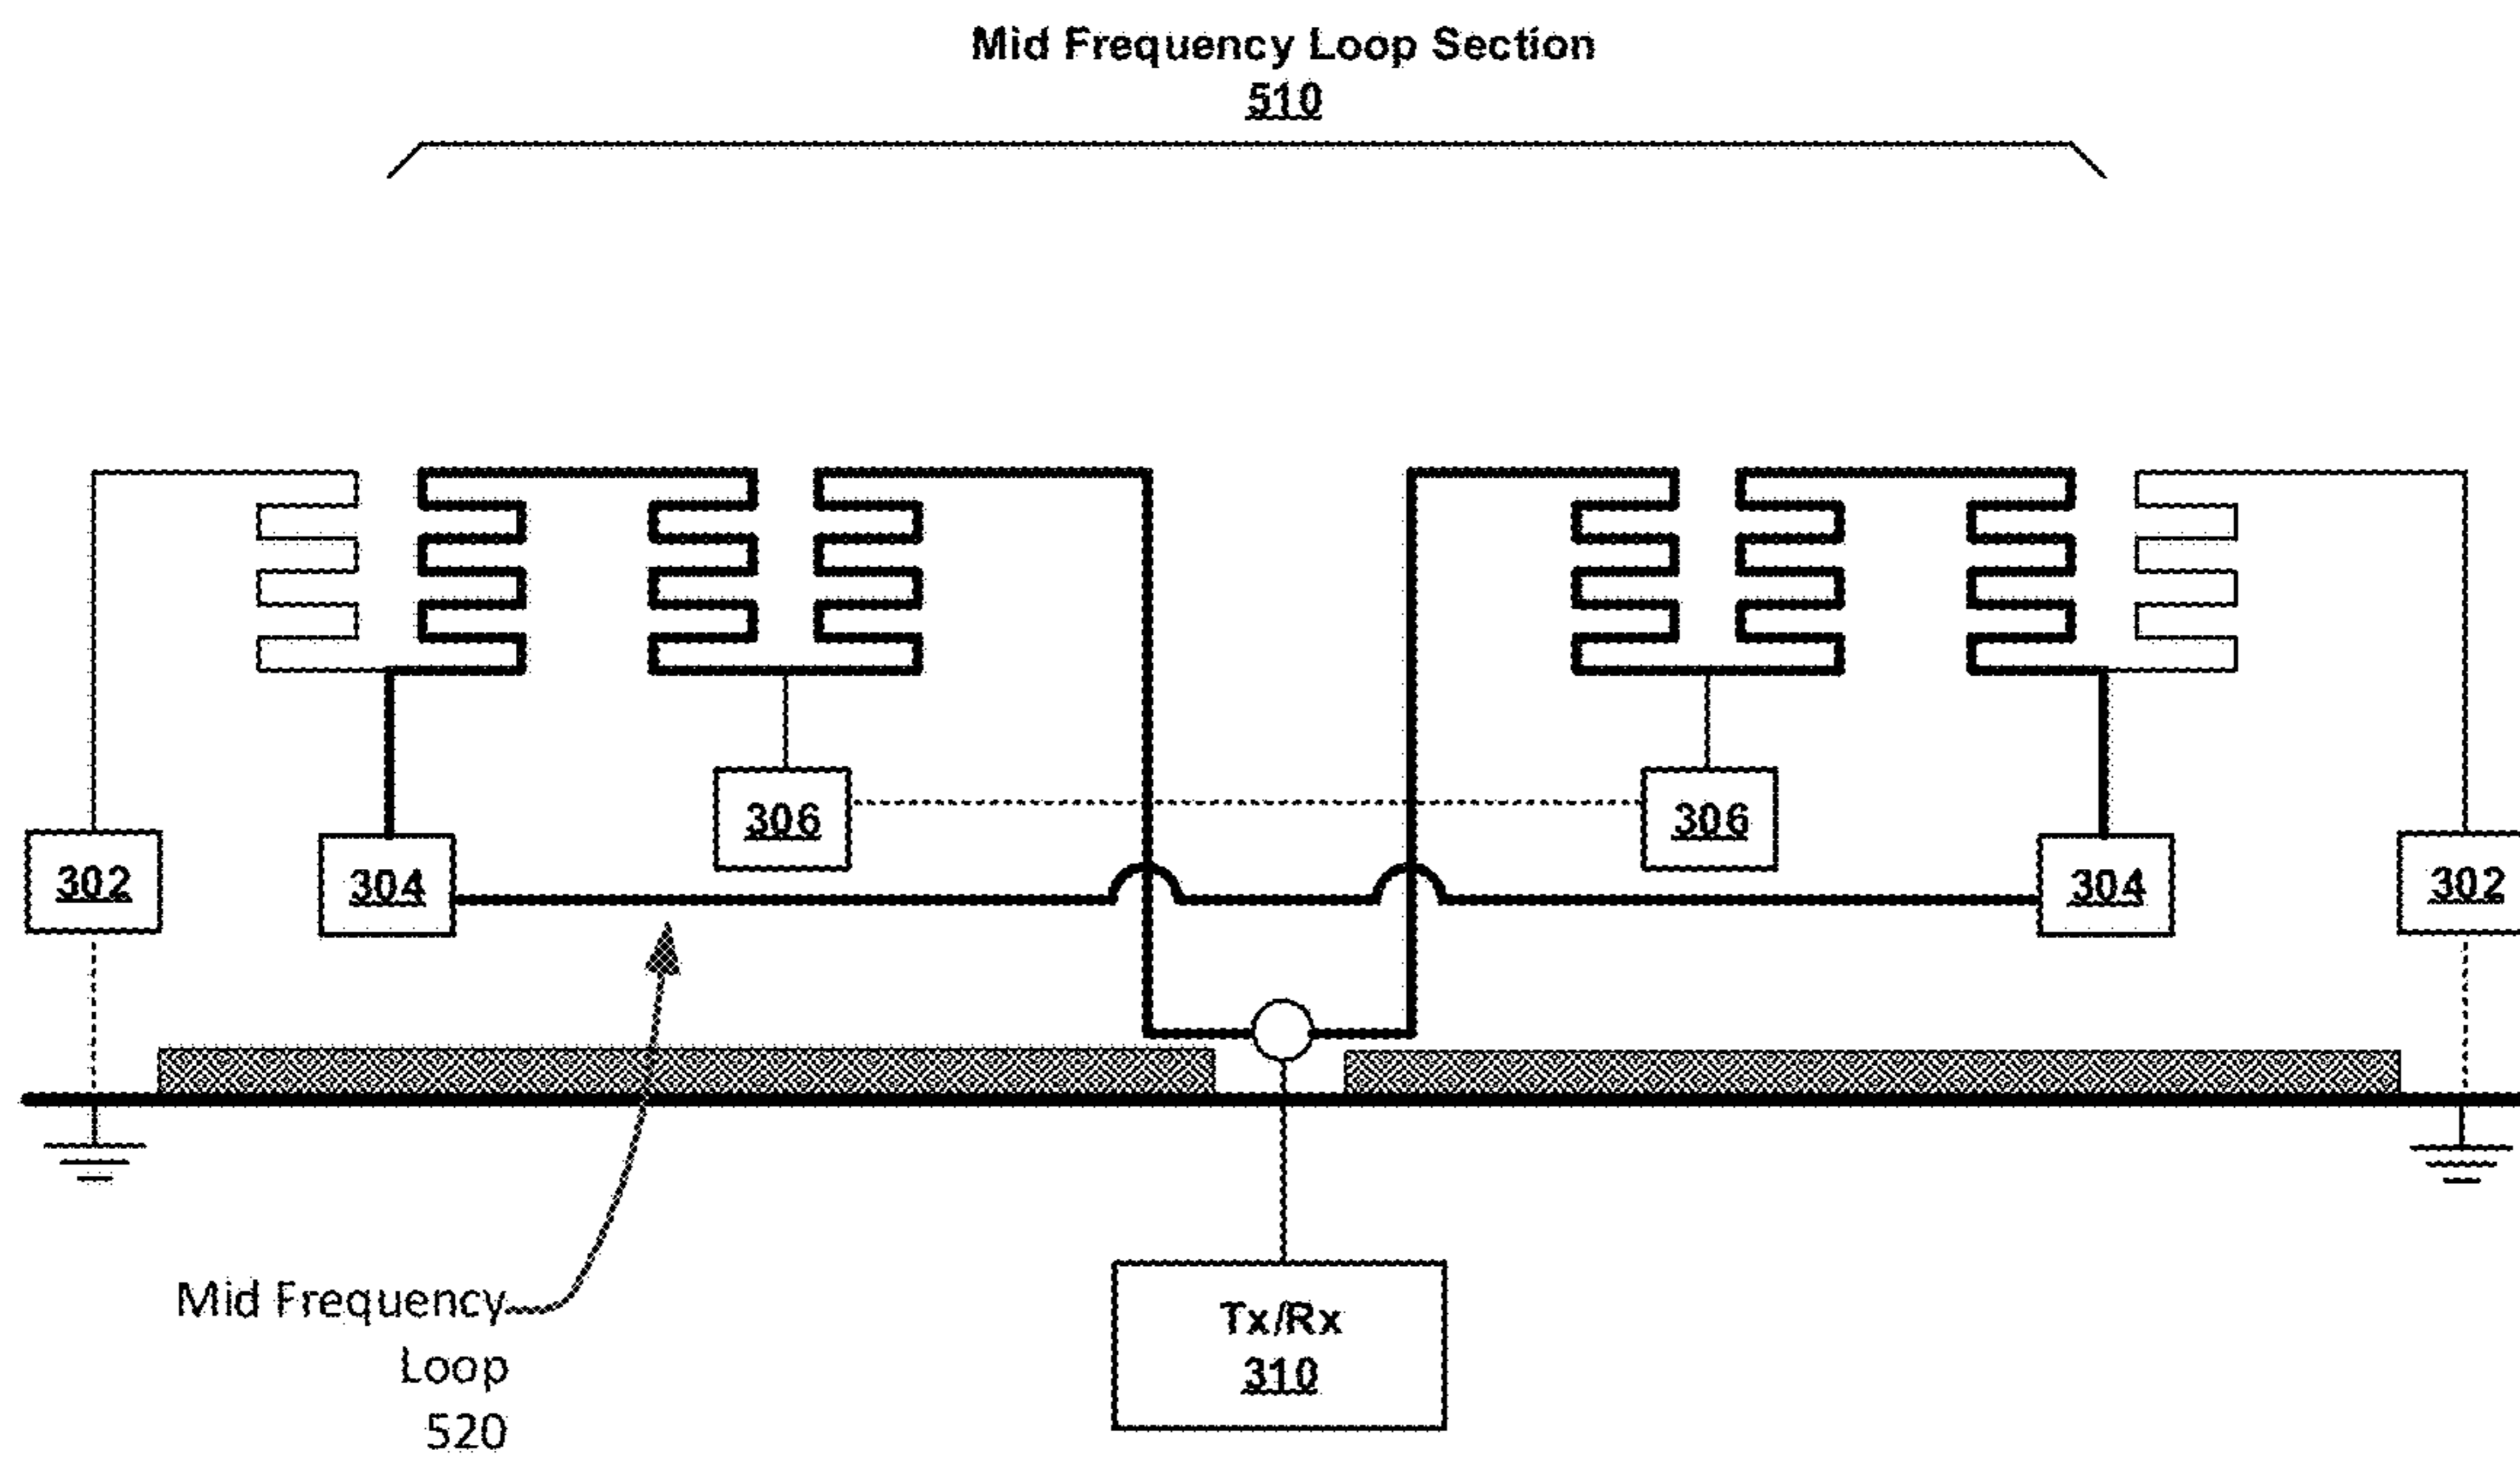 Mid Frequency Loop Section
510
306
306
302
304
304
302
Mid Frequency
Loop
520
Tx/Rx
310